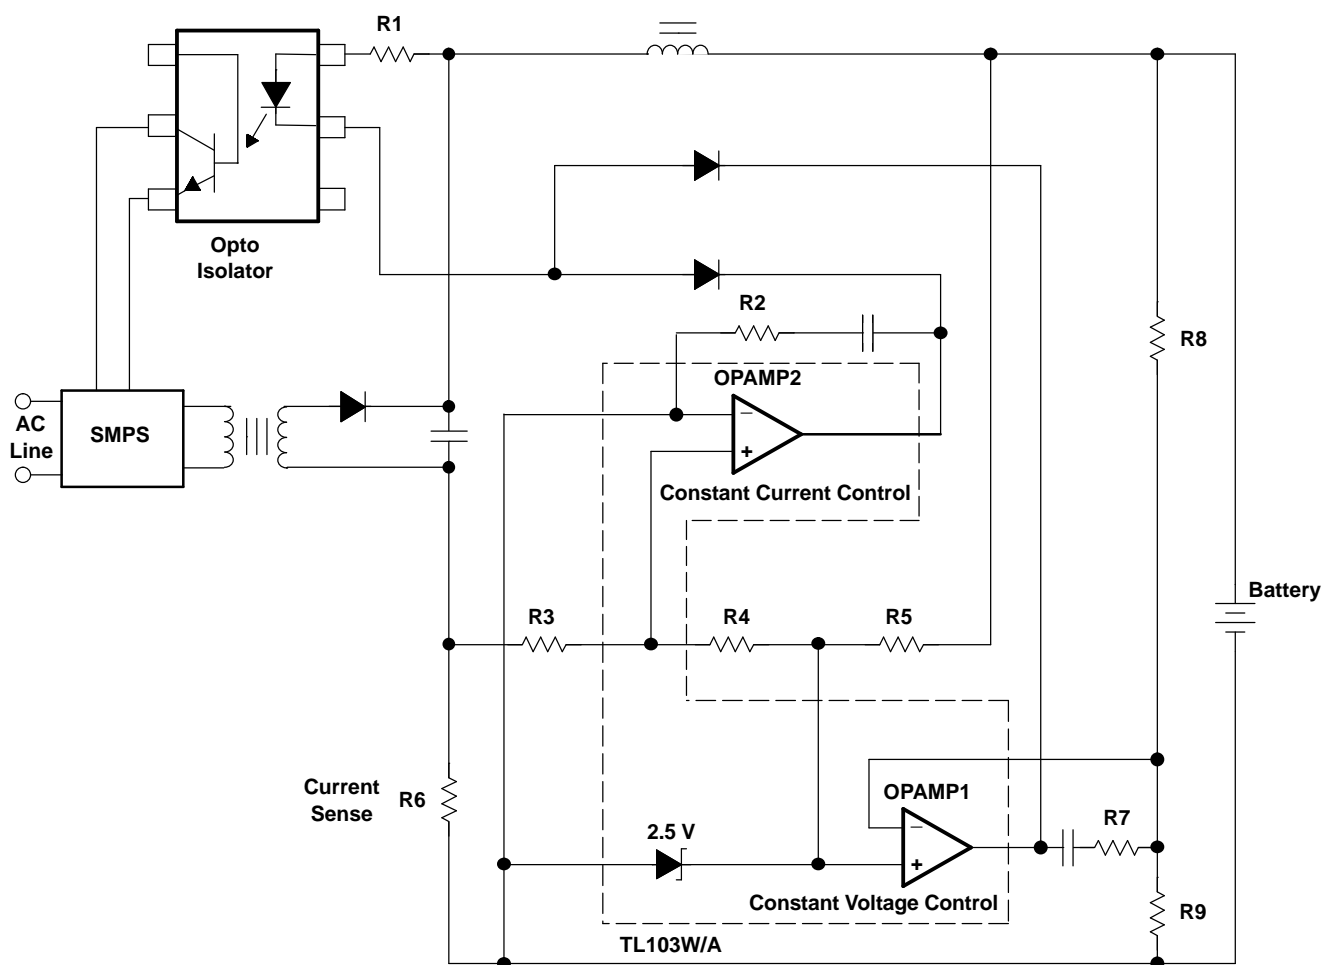 R1
Opto
Isolator
R2
R8
OPAMP2
−
+
AC
Line
SMPS
Constant Current Control
Battery
R3
R4
R5
Current
Sense
R6
OPAMP1
−
+
R7
2.5 V
Constant Voltage Control
R9
TL103W/A